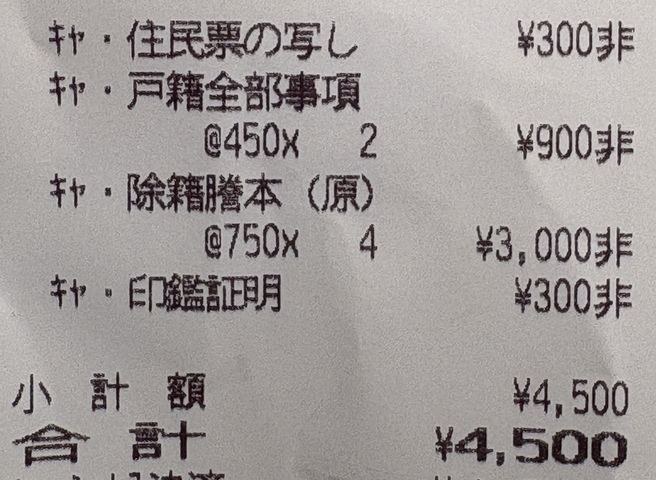 ｷｬ・住民票の写し ¥300非
ｷｬ・戸籍全部事項
@450x 2 ¥900非
ｷｬ・除籍謄本（原）
@750x 4 ¥3,000非
ｷｬ・印鑑証明 ¥300非
小計額 ¥4,500
合計 ¥4,500